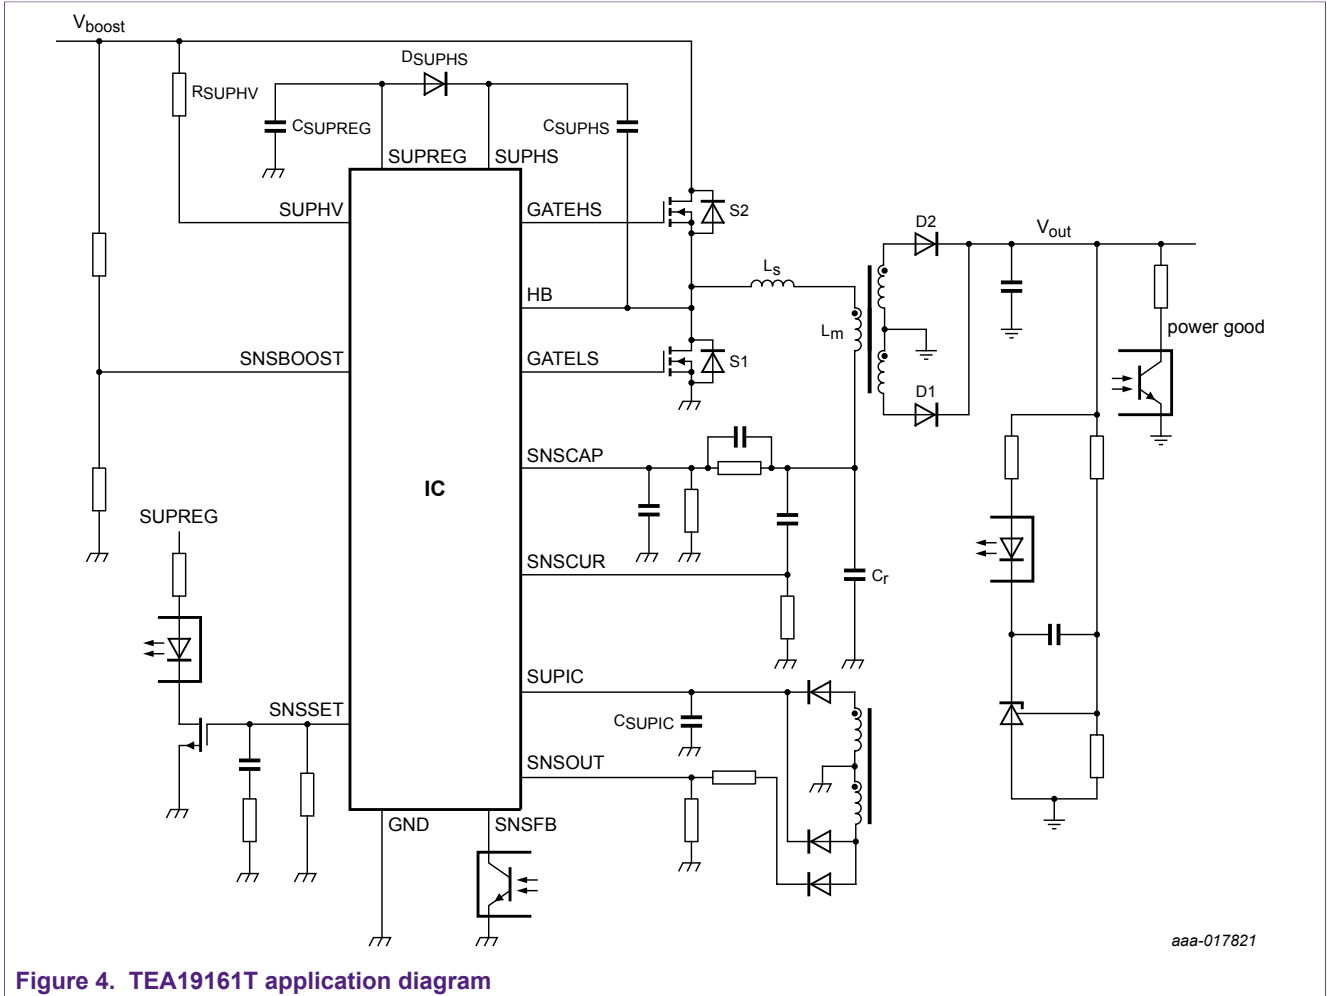 Vboost
DSUPHS
RSUPHV
CSUPREG
CSUPHS
SUPREG
SUPHS
SUPHV
GATEHS
S2
D2
Vout
Ls
HB
Lm
power good
SNSBOOST
GATELS
S1
D1
SNSCAP
IC
SUPREG
SNSCUR
Cr
SUPIC
SNSSET
CSUPIC
SNSOUT
GND
SNSFB
aaa-017821
Figure 4. TEA19161T application diagram